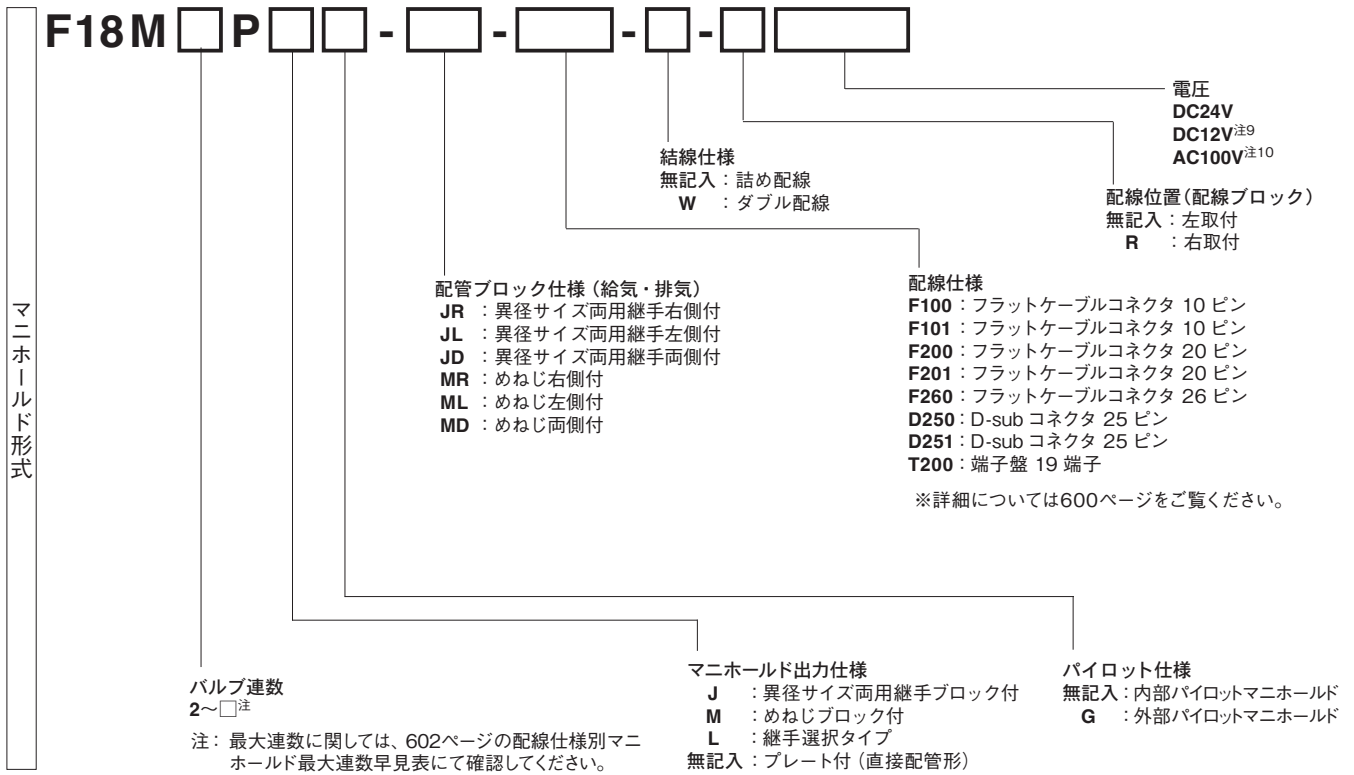 F18M□P□□-□-□-□-□□
マニホールド形式
電圧
DC24V
DC12V注9
AC100V注10
結線仕様
無記入：詰め配線
W：ダブル配線
配線位置（配線ブロック）
無記入：左取付
R：右取付
配管ブロック仕様（給気・排気）
JR：異径サイズ両用継手右側付
JL：異径サイズ両用継手左側付
JD：異径サイズ両用継手両側付
MR：めねじ右側付
ML：めねじ左側付
MD：めねじ両側付
配線仕様
F100：フラットケーブルコネクタ 10 ピン
F101：フラットケーブルコネクタ 10 ピン
F200：フラットケーブルコネクタ 20 ピン
F201：フラットケーブルコネクタ 20 ピン
F260：フラットケーブルコネクタ 26 ピン
D250：D-sub コネクタ 25 ピン
D251：D-sub コネクタ 25 ピン
T200：端子盤 19 端子
※詳細については600ページをご覧ください。
バルブ連数
2～□注
注：最大連数に関しては、602ページの配線仕様別マニ
ホールド最大連数早見表にて確認してください。
マニホールド出力仕様
J：異径サイズ両用継手ブロック付
M：めねじブロック付
L：継手選択タイプ
無記入：プレート付（直接配管形）
パイロット仕様
無記入：内部パイロットマニホールド
G：外部パイロットマニホールド